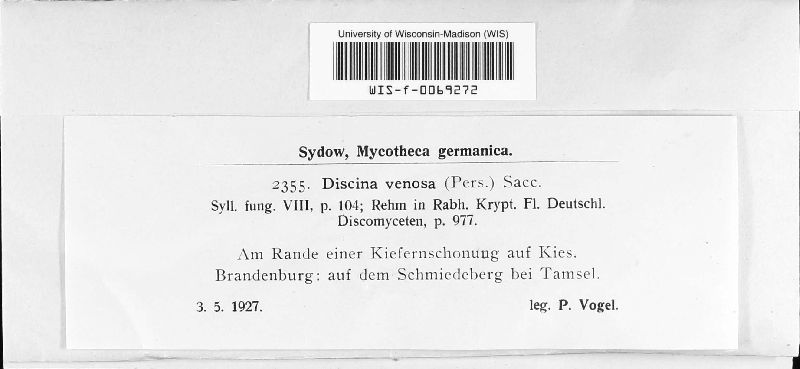 University of Wisconsin-Madison (WIS)
WIS-f-0069272
Sydow, Mycotheca germanica.
2355. Discina venosa (Pers.) Sacc.
Syll. fung. VIII, p. 104; Rehm in Rabh. Krypt. Fl. Deutschl.
Discomyceten, p. 977.
Am Rande einer Kiefernschonung auf Kies.
Brandenburg: auf dem Schmiedeberg bei Tamsel.
3. 5. 1927. leg. P. Vogel.